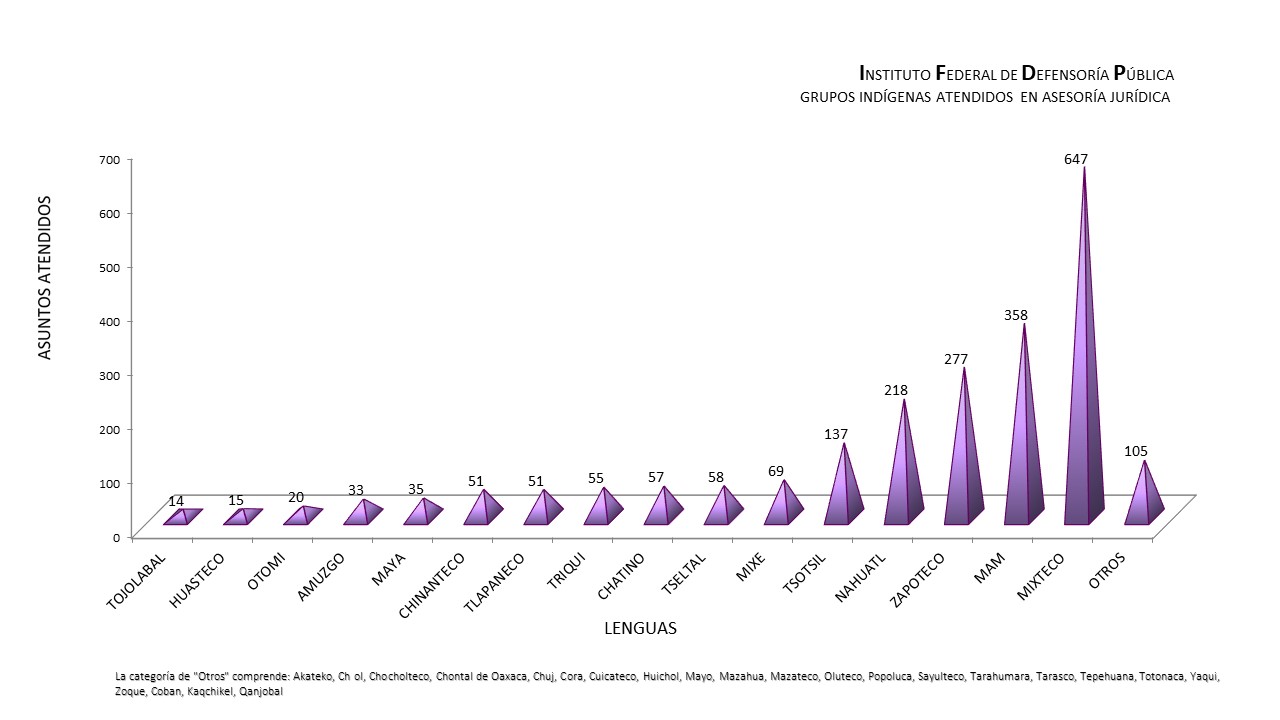 INSTITUTO FEDERAL DE DEFENSORÍA PÚBLICA
GRUPOS INDÍGENAS ATENDIDOS EN ASESORÍA JURÍDICA
ASUNTOS ATENDIDOS
700
600
500
400
300
200
100
0
14
15
20
33
35
51
51
55
57
58
69
137
218
277
358
647
105
TOJOLABAL
HUASTECO
OTOMI
AMUZGO
MAYA
CHINANTECO
TLAPANECO
TRIQUI
CHATINO
TSELTAL
MIXE
TSOTSIL
NAHUATL
ZAPOTECO
MAM
MIXTECO
OTROS
LENGUAS
La categoría de "Otros" comprende: Akateko, Ch ol, Chocholteco, Chontal de Oaxaca, Chuj, Cora, Cuicateco, Huichol, Mayo, Mazahua, Mazateco, Oluteco, Popoluca, Sayulteco, Tarahumara, Tarasco, Tepehuana, Totonaca, Yaqui,
Zoque, Coban, Kaqchikel, Qanjobal